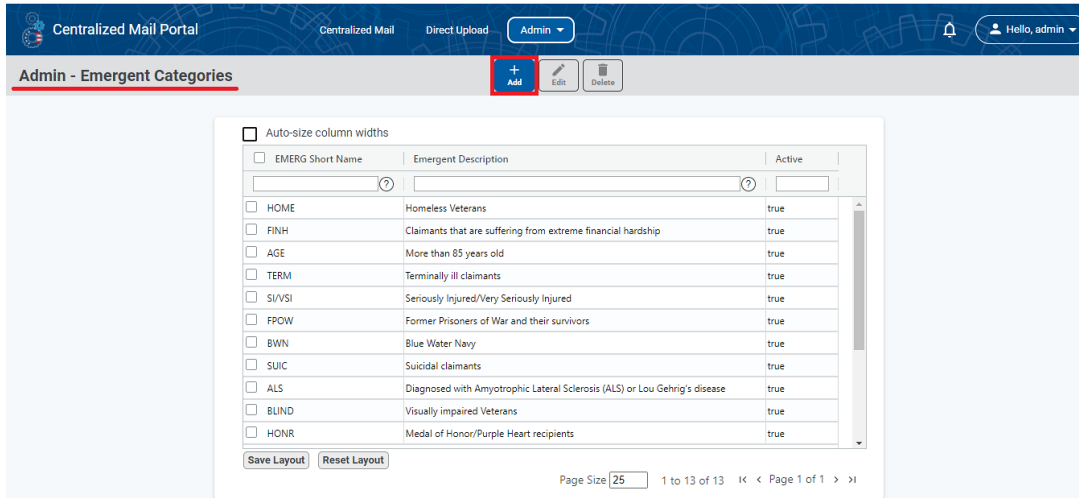 Centralized Mail Portal Centralized Mail Direct Upload Admin Hello, admin
Admin - Emergent Categories Add Edit Delete
Auto-size column widths
EMERG Short Name Emergent Description Active
? ?
HOME Homeless Veterans true
FINH Claimants that are suffering from extreme financial hardship true
AGE More than 85 years old true
TERM Terminally ill claimants true
SI/VSI Seriously Injured/Very Seriously Injured true
FPOW Former Prisoners of War and their survivors true
BWN Blue Water Navy true
SUIC Suicidal claimants true
ALS Diagnosed with Amyotrophic Lateral Sclerosis (ALS) or Lou Gehrig's disease true
BLIND Visually impaired Veterans true
HONR Medal of Honor/Purple Heart recipients true
Save Layout Reset Layout
Page Size 25 1 to 13 of 13 Page 1 of 1